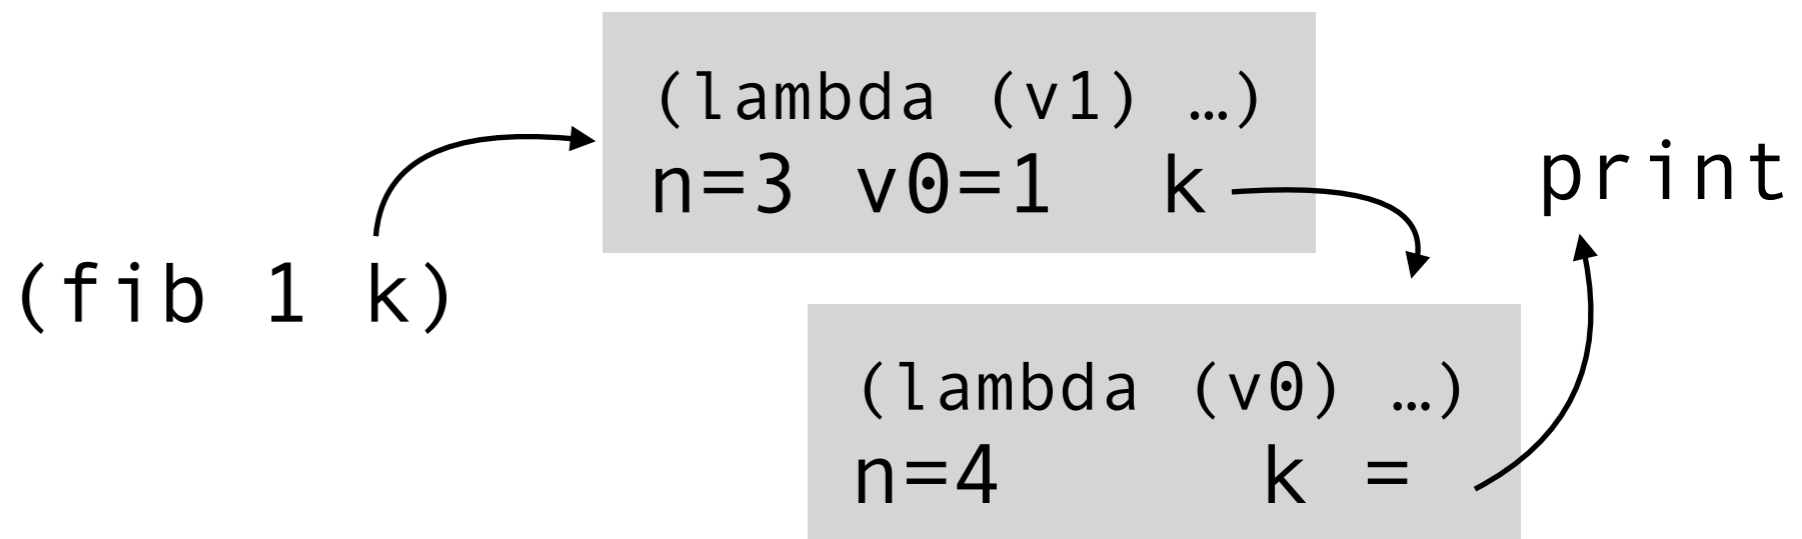 (lambda (v1) …)
n=3 v0=1 k
print
(fib 1 k)
(lambda (v0) …)
n=4 k =